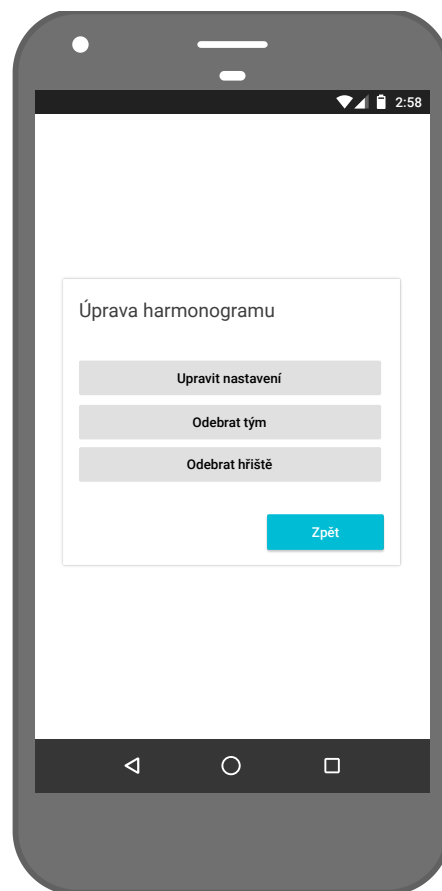 2:58
Úprava harmonogramu
Upravit nastavení
Odebrat tým
Odebrat hřiště
Zpět